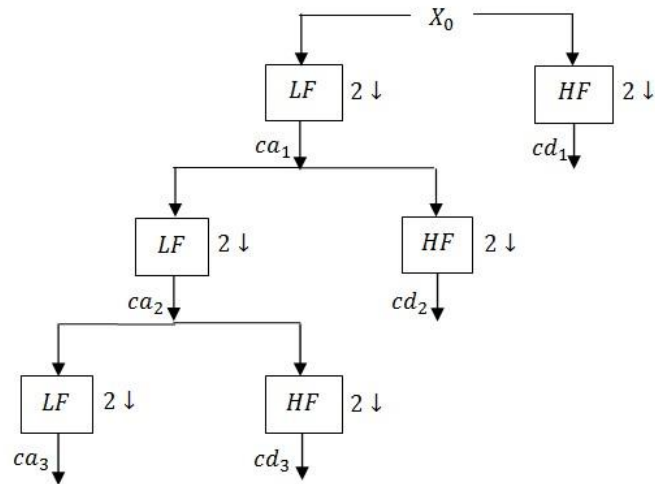 X₀
LF 2 ↓ HF 2 ↓
ca₁ cd₁
LF 2 ↓ HF 2 ↓
ca₂ cd₂
LF 2 ↓ HF 2 ↓
ca₃ cd₃